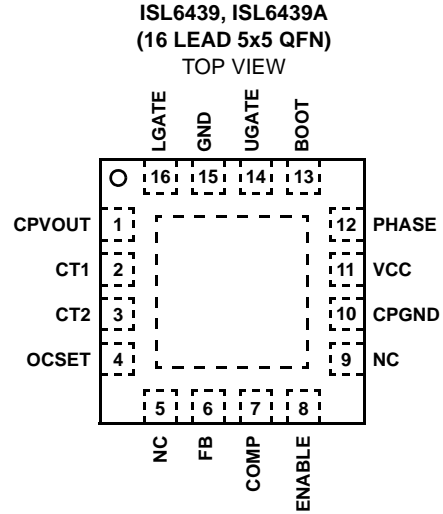 ISL6439, ISL6439A
(16 LEAD 5x5 QFN)
TOP VIEW
LGATE
GND
UGATE
BOOT
16 15 14 13
CPVOUT 1 12 PHASE
CT1 2 11 VCC
CT2 3 10 CPGND
OCSET 4 9 NC
5 6 7 8
NC
FB
COMP
ENABLE